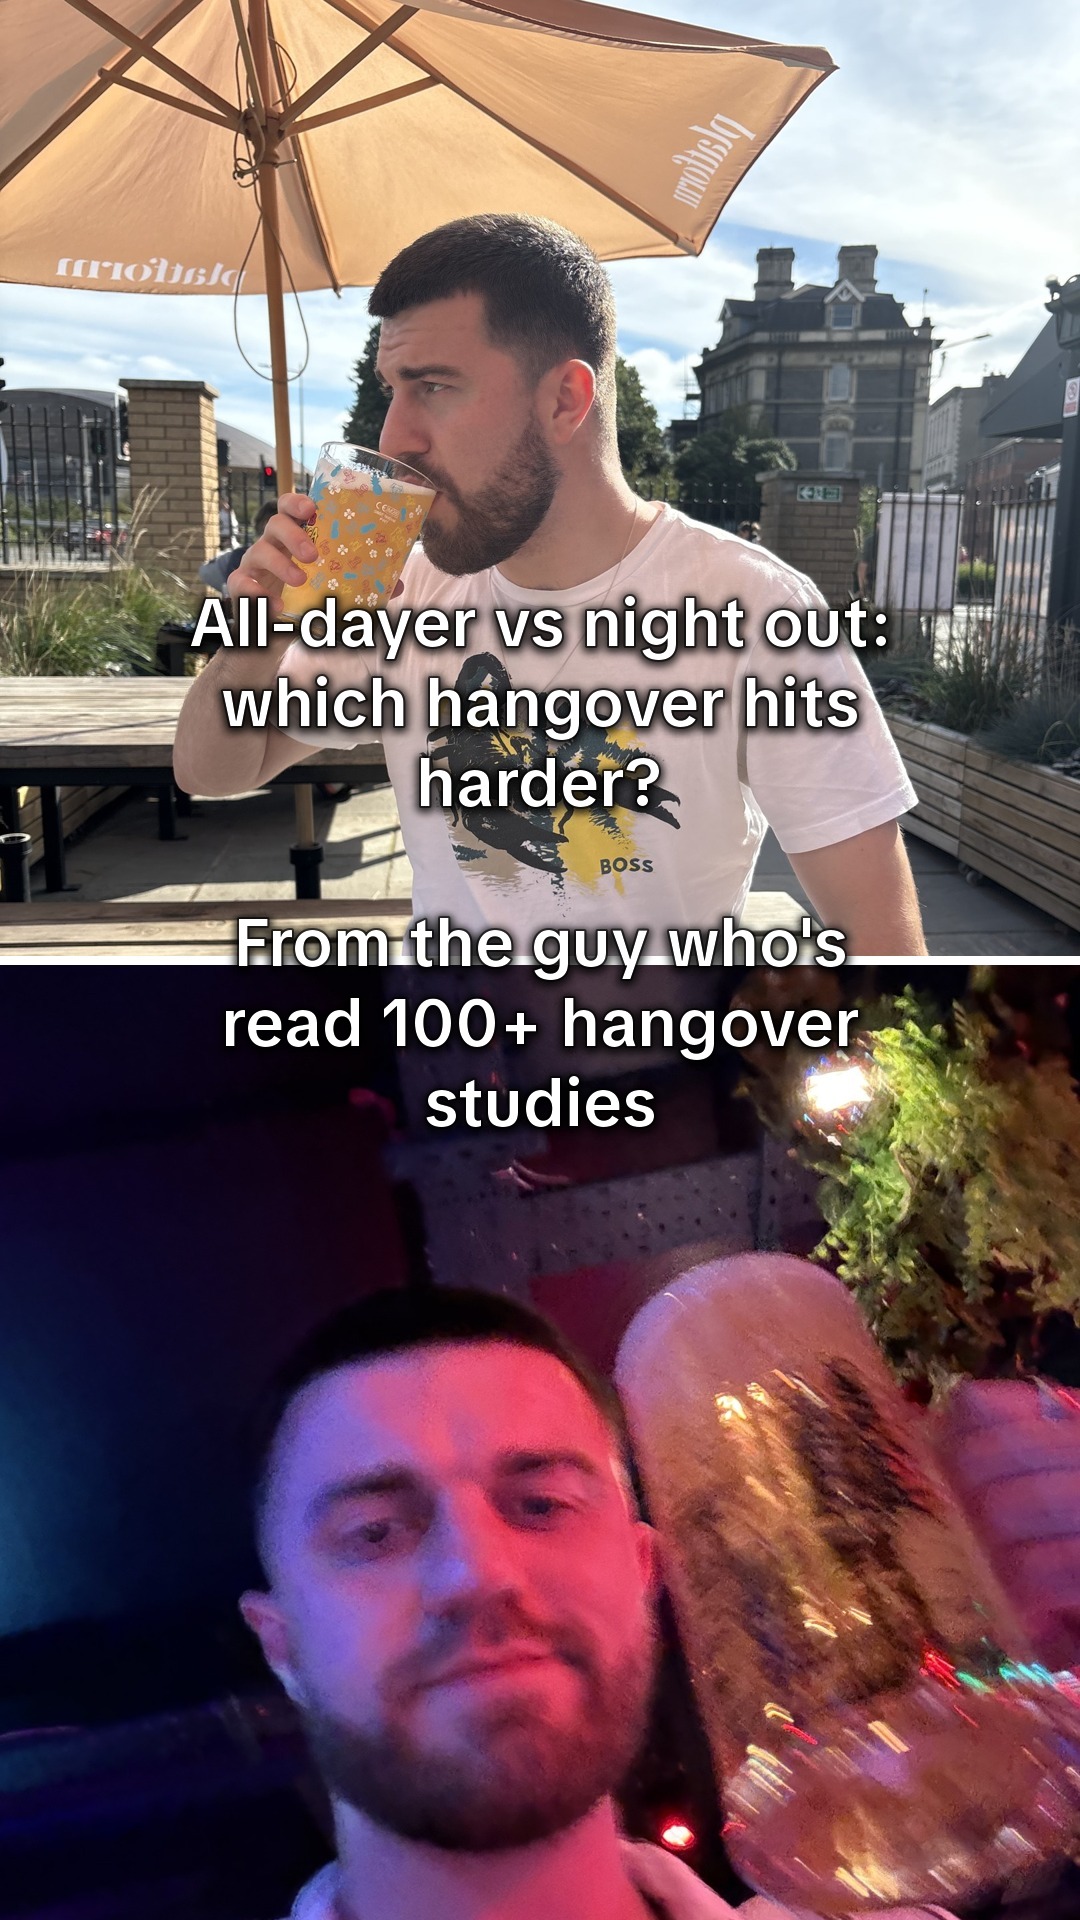 platform
platform
All-dayer vs night out:
which hangover hits
harder?
BOSS
From the guy who's
read 100+ hangover
studies